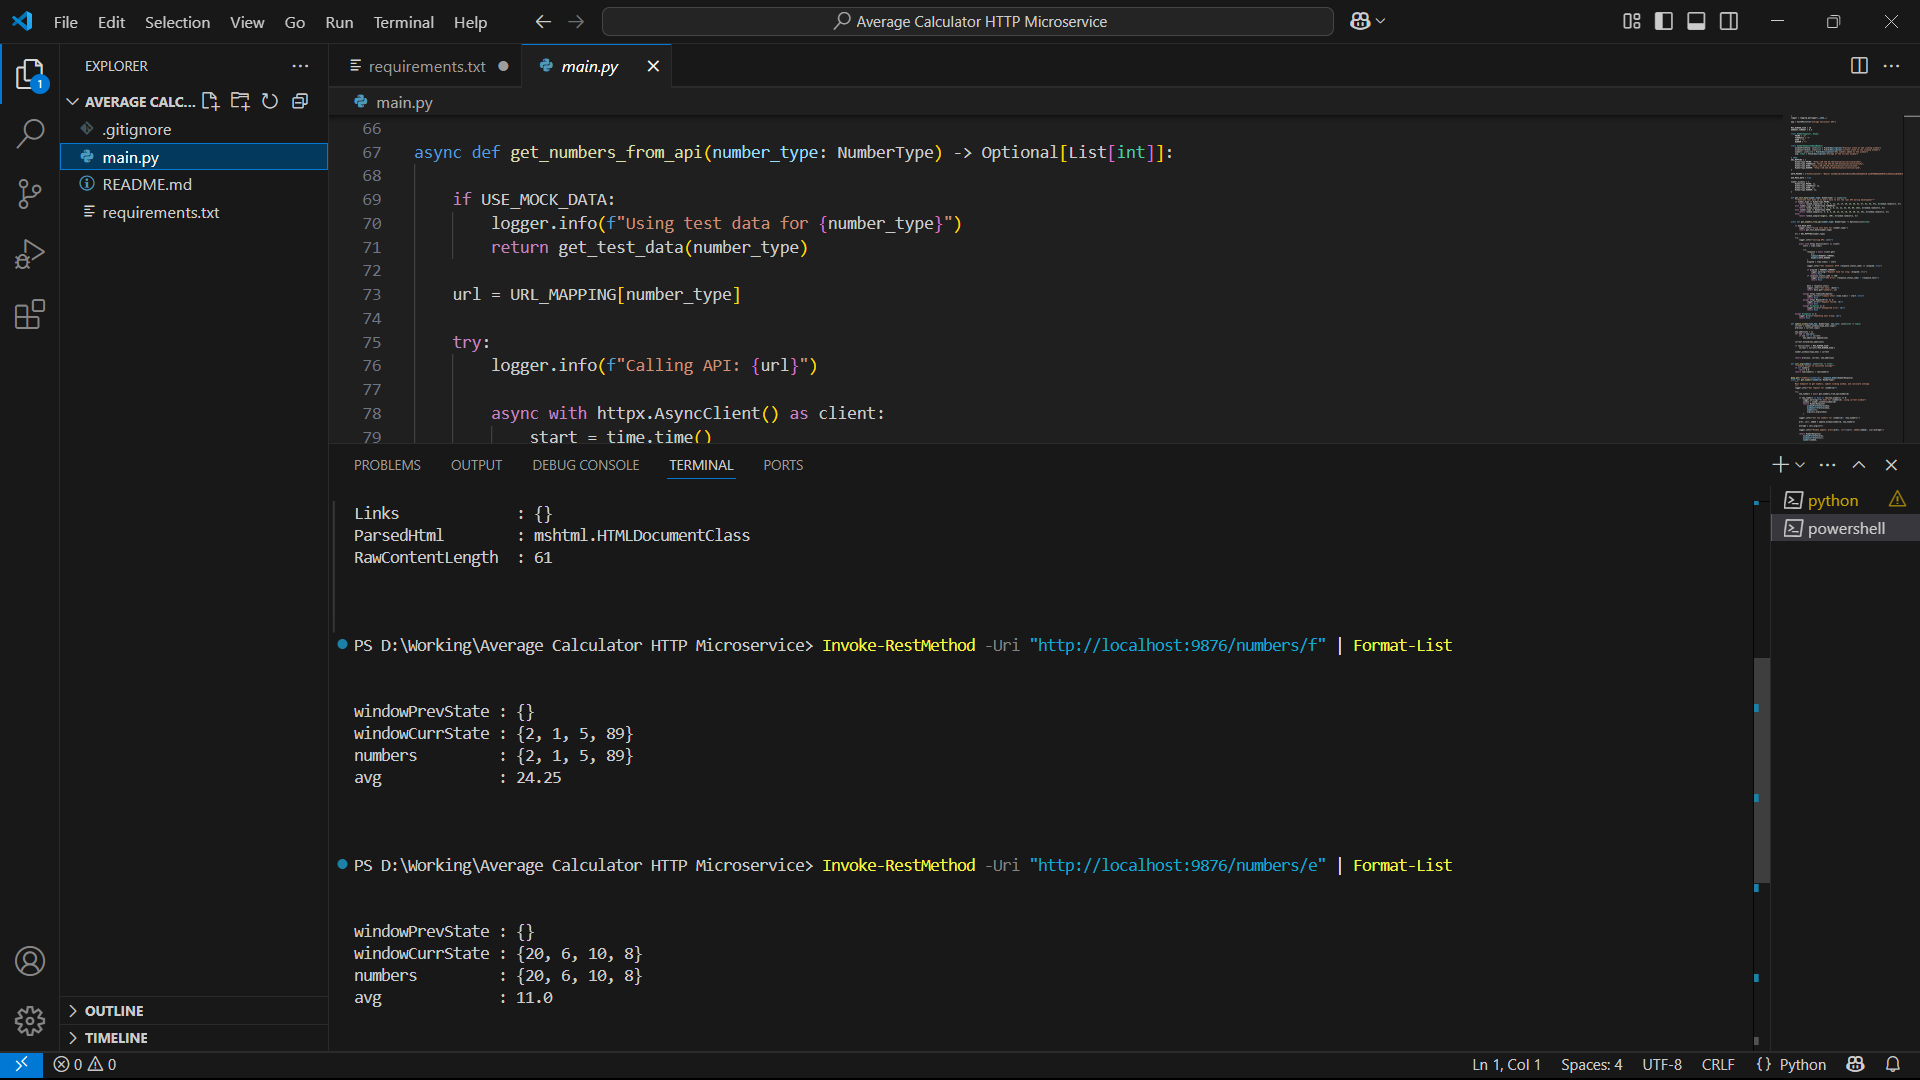 File Edit Selection View Go Run Terminal Help
Average Calculator HTTP Microservice
EXPLORER
1
AVERAGE CALC...
.gitignore
main.py
README.md
requirements.txt
OUTLINE
TIMELINE
requirements.txt
main.py
main.py
66
67 async def get_numbers_from_api(number_type: NumberType) -> Optional[List[int]]:
68
69 if USE_MOCK_DATA:
70 logger.info(f"Using test data for {number_type}")
71 return get_test_data(number_type)
72
73 url = URL_MAPPING[number_type]
74
75 try:
76 logger.info(f"Calling API: {url}")
77
78 async with httpx.AsyncClient() as client:
79 start = time.time()
PROBLEMS OUTPUT DEBUG CONSOLE TERMINAL PORTS
python
powershell
Links : {}
ParsedHtml : mshtml.HTMLDocumentClass
RawContentLength : 61
PS D:\Working\Average Calculator HTTP Microservice> Invoke-RestMethod -Uri "http://localhost:9876/numbers/f" | Format-List
windowPrevState : {}
windowCurrState : {2, 1, 5, 89}
numbers : {2, 1, 5, 89}
avg : 24.25
PS D:\Working\Average Calculator HTTP Microservice> Invoke-RestMethod -Uri "http://localhost:9876/numbers/e" | Format-List
windowPrevState : {}
windowCurrState : {20, 6, 10, 8}
numbers : {20, 6, 10, 8}
avg : 11.0
0 0
Ln 1, Col 1 Spaces: 4 UTF-8 CRLF {} Python